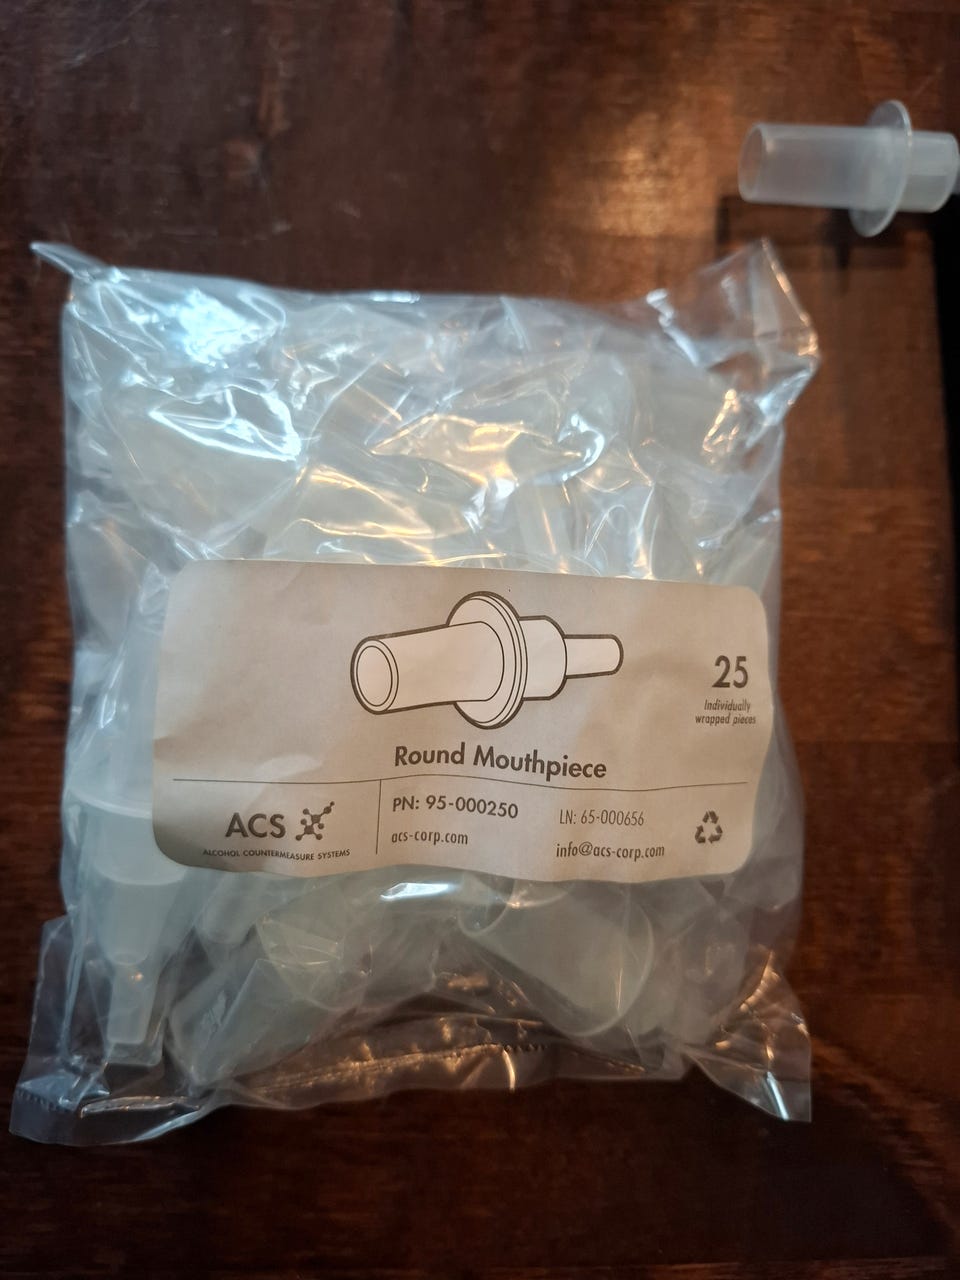 25
Individually
wrapped pieces
Round Mouthpiece
ACS
ALCOHOL COUNTERMEASURE SYSTEMS
PN: 95-000250
acs-corp.com
LN: 65-000656
info@acs-corp.com